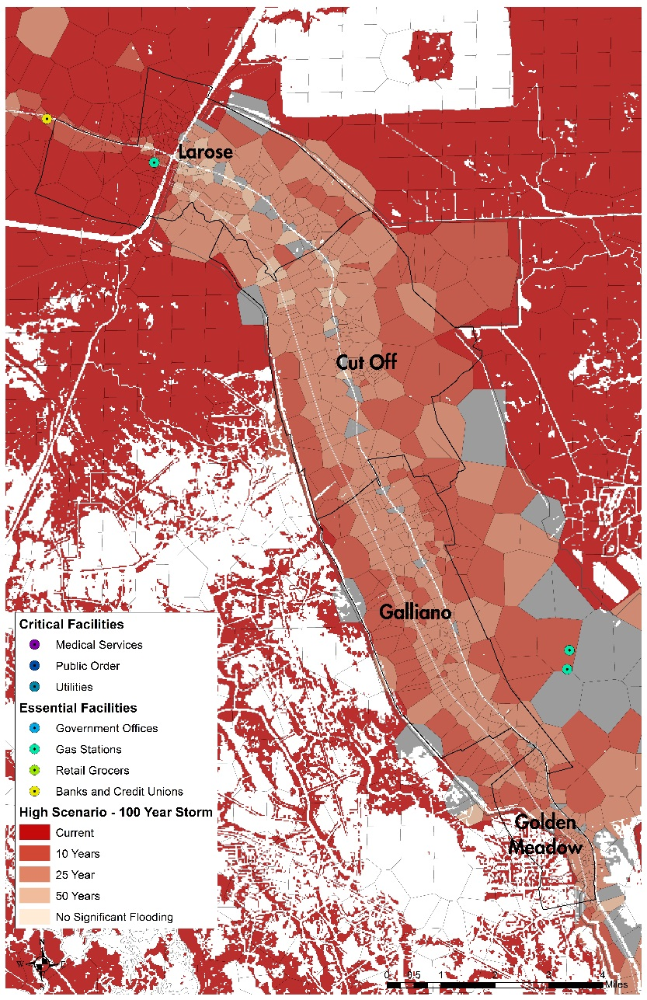 Larose
Cut Off
Galliano
Golden
Meadow
Critical Facilities
Medical Services
Public Order
Utilities
Essential Facilities
Government Offices
Gas Stations
Retail Grocers
Banks and Credit Unions
High Scenario - 100 Year Storm
Current
10 Years
25 Year
50 Years
No Significant Flooding
N
W E
S
0 0.5 1 2 3 4
Miles